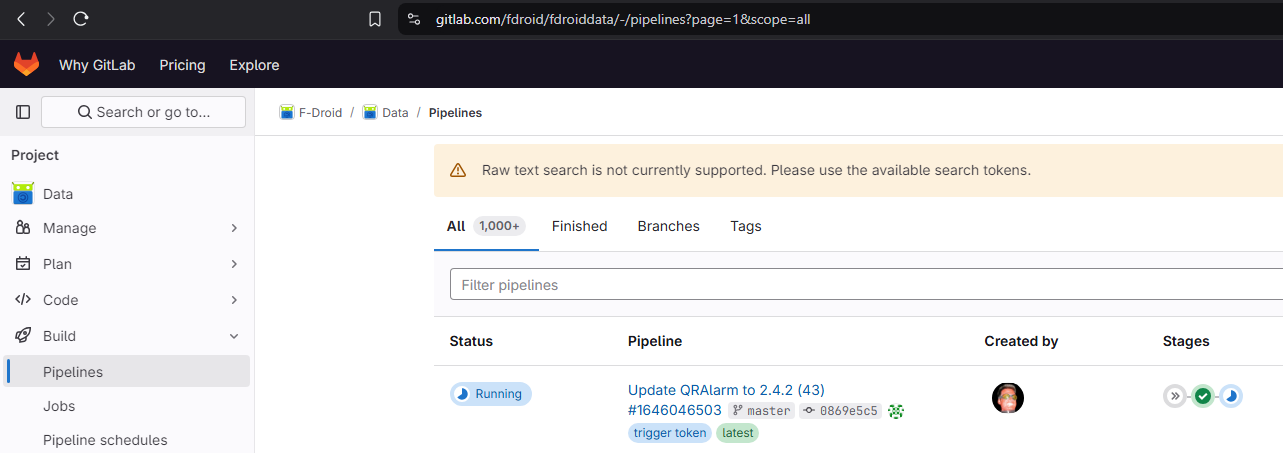 gitlab.com/fdroid/fdroiddata/-/pipelines?page=1&scope=all
Why GitLab Pricing Explore
Search or go to...
F-Droid / Data / Pipelines
Project
Raw text search is not currently supported. Please use the available search tokens.
Data
Manage
All 1,000+ Finished Branches Tags
Plan
Filter pipelines
Code
Build
Status Pipeline Created by Stages
Pipelines
Running
Update QRAlarm to 2.4.2 (43)
#1646046503 master 0869e5c5
trigger token latest
Jobs
Pipeline schedules